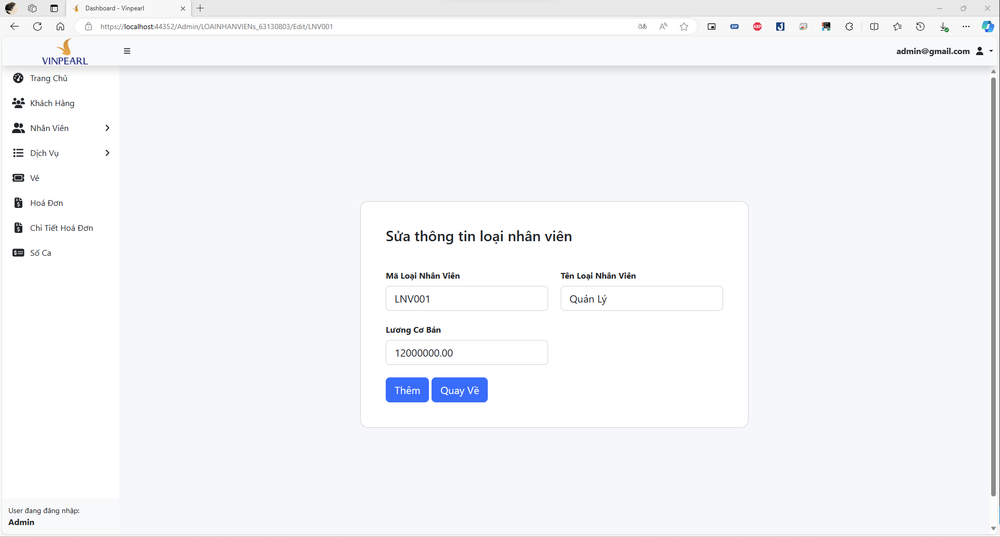 Dashboard - Vinpearl
https://localhost:44352/Admin/LOAINHANVIENs_63130803/Edit/LNV001
ZIP
ABP
VINPEARL
admin@gmail.com
Trang Chủ
Khách Hàng
Nhân Viên
Dịch Vụ
Vé
Hoá Đơn
Chi Tiết Hoá Đơn
Số Ca
Sửa thông tin loại nhân viên
Mã Loại Nhân Viên
Tên Loại Nhân Viên
LNV001
Quản Lý
Lương Cơ Bản
12000000.00
Thêm
Quay Về
User đang đăng nhập:
Admin